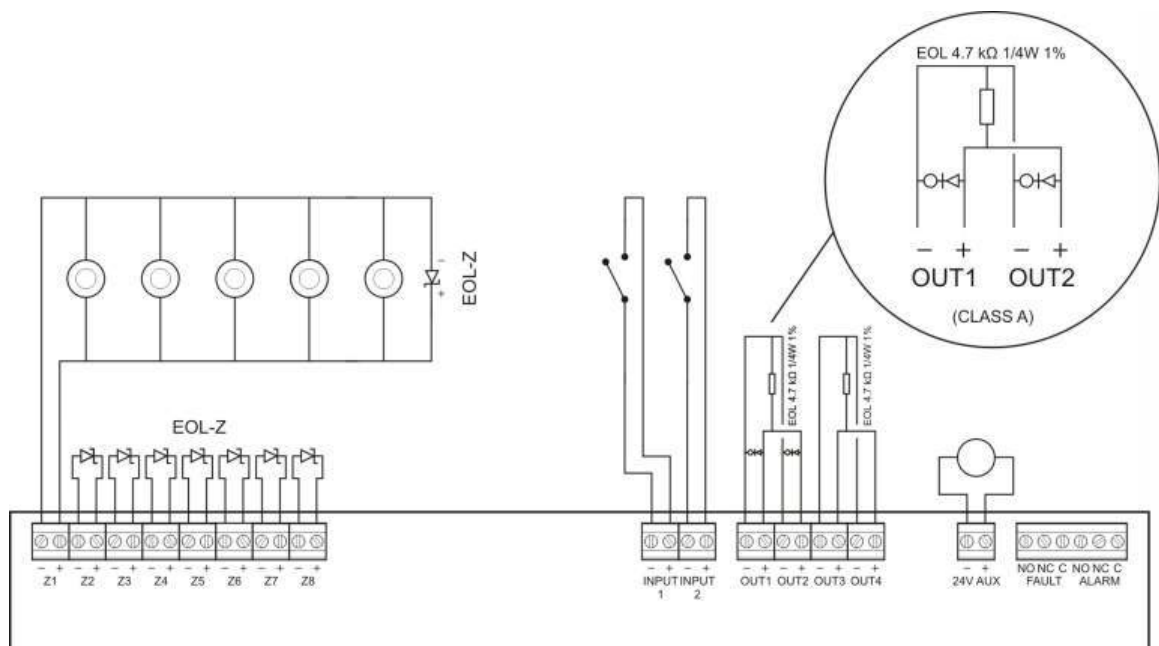 EOL 4.7 kΩ 1/4W 1%
− + − +
OUT1 OUT2
(CLASS A)
−
+
EOL-Z
EOL-Z
EOL 4.7 kΩ 1/4W 1%
EOL 4.7 kΩ 1/4W 1%
− + − + − + − + − + − + − + − +
Z1 Z2 Z3 Z4 Z5 Z6 Z7 Z8
− + − +
INPUT 1
INPUT 2
− + − + − + − +
OUT1 OUT2 OUT3 OUT4
− +
24V AUX
NO NC C NO NC C
FAULT ALARM